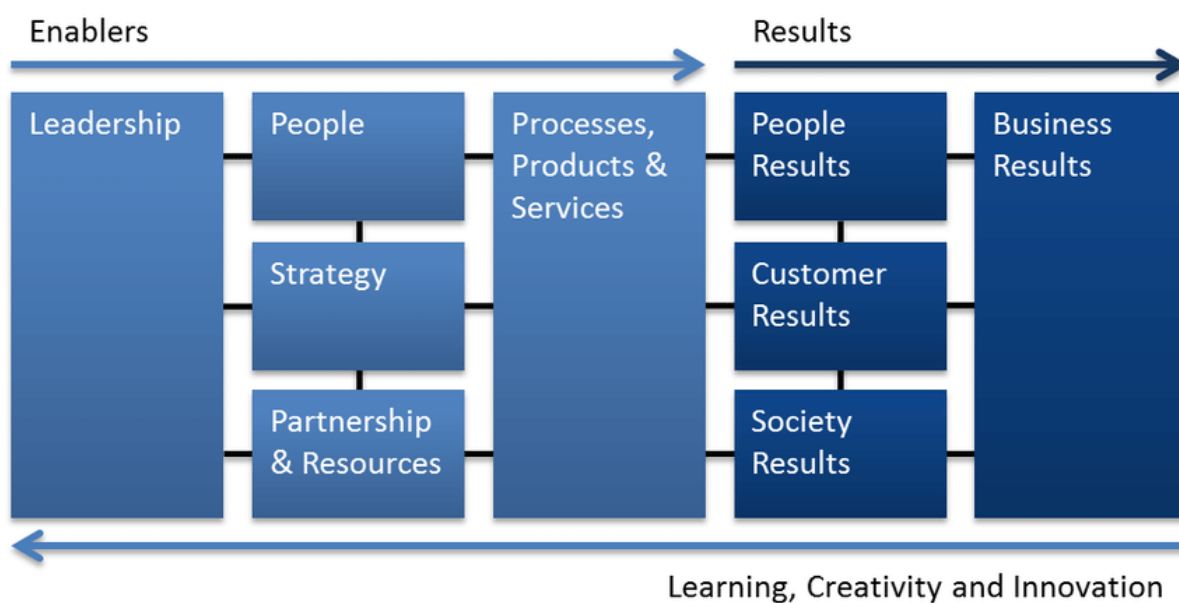 Enablers
Results
Leadership
People
Processes,
Products &
Services
People
Results
Business
Results
Strategy
Customer
Results
Partnership
& Resources
Society
Results
Learning, Creativity and Innovation